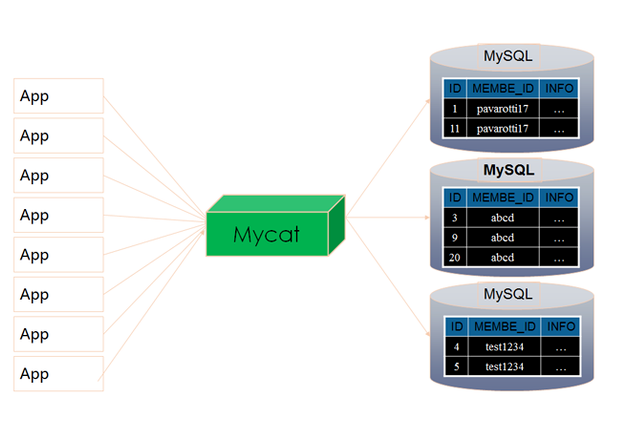 App
App
App
App
App
App
App
App
Mycat
MySQL
ID MEMBE_ID INFO
1 pavarotti17 ...
11 pavarotti17 ...
MySQL
ID MEMBE_ID INFO
3 abcd ...
9 abcd ...
20 abcd ...
MySQL
ID MEMBE_ID INFO
4 test1234 ...
5 test1234 ...